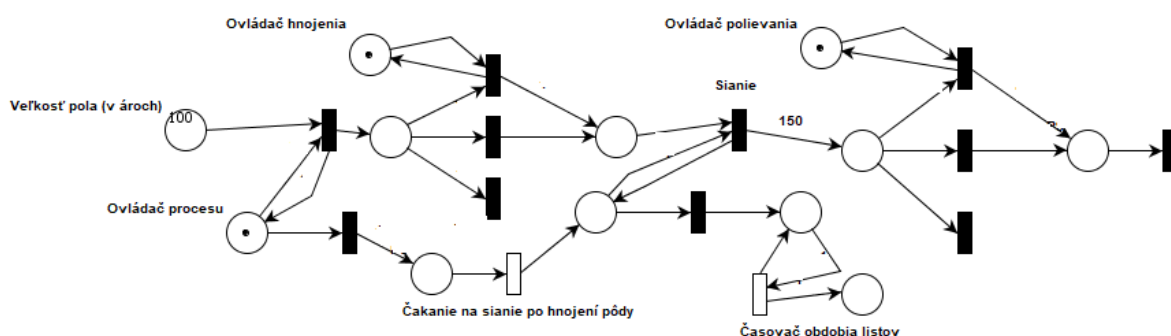 Ovládač hnojenia
Ovládač polievania
Sianie
Veľkosť pola (v ároch)
100
150
Ovládač procesu
Čakanie na sianie po hnojení pôdy
Časovač obdobia listov